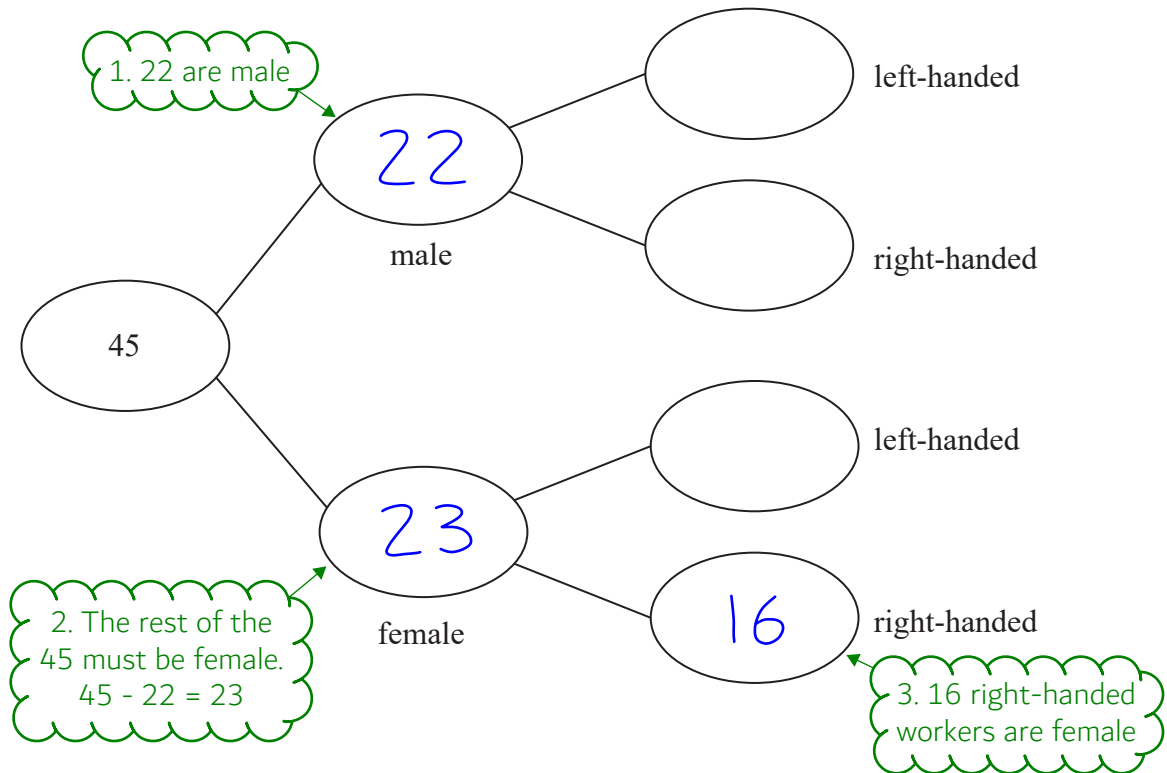 1. 22 are male
left-handed
22
male
right-handed
45
left-handed
23
female
16
right-handed
2. The rest of the
45 must be female.
45 - 22 = 23
3. 16 right-handed
workers are female